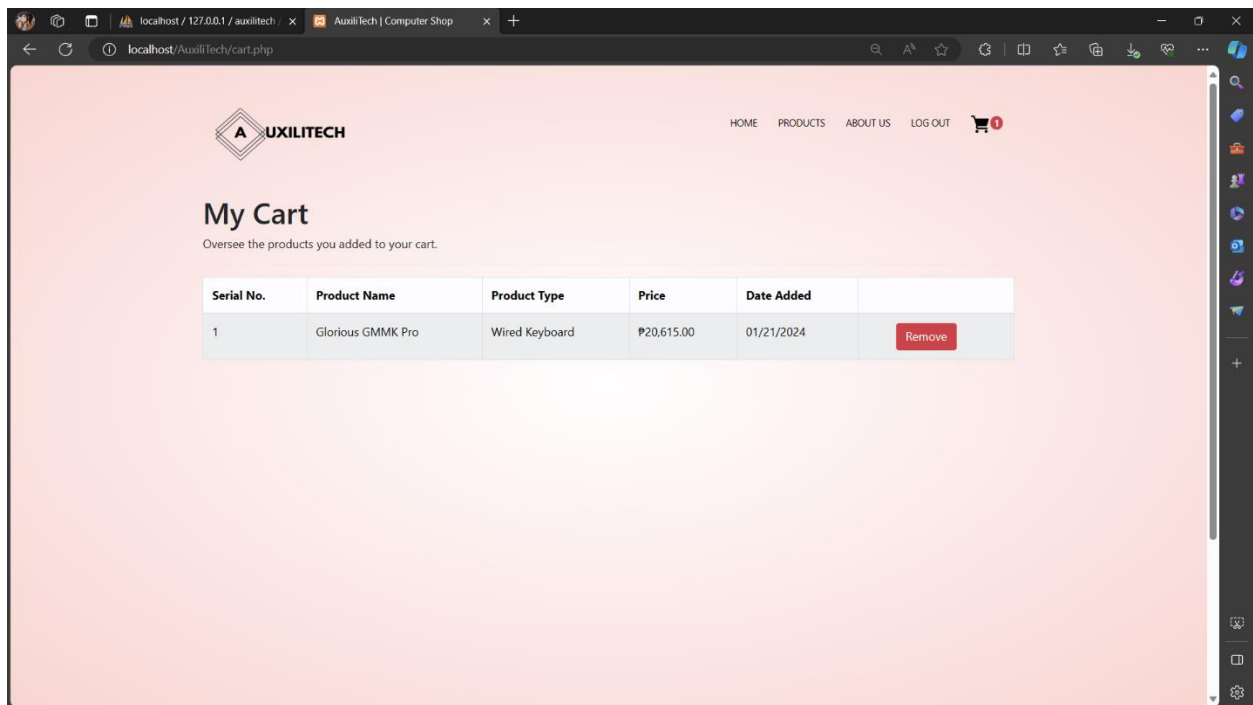 localhost / 127.0.0.1 / auxilitech / AuxiliTech | Computer Shop
localhost/AuxiliTech/cart.php
AUXILITECH HOME PRODUCTS ABOUT US LOG OUT 1
My Cart
Oversee the products you added to your cart.
Serial No. Product Name Product Type Price Date Added
1 Glorious GMMK Pro Wired Keyboard ₱20,615.00 01/21/2024 Remove